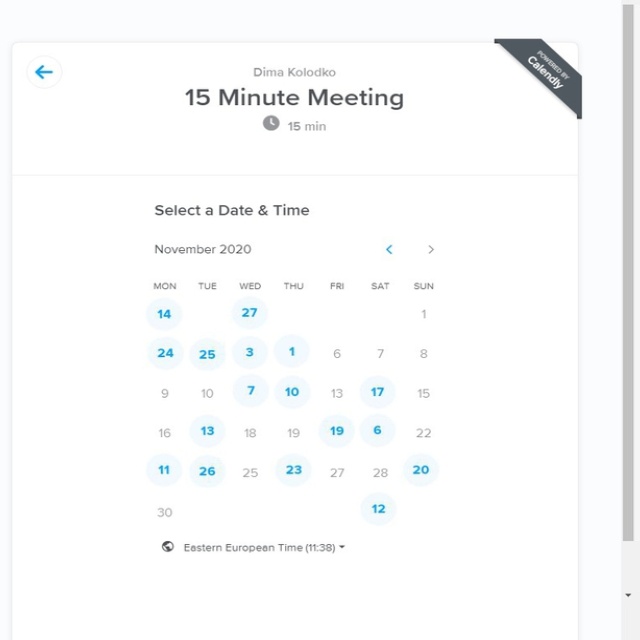 POWERED BY
Calendly
Dima Kolodko
15 Minute Meeting
15 min
Select a Date & Time
November 2020
MON TUE WED THU FRI SAT SUN
14 27 1
24 25 3 1 6 7 8
9 10 7 10 13 17 15
16 13 18 19 19 6 22
11 26 25 23 27 28 20
30 12
Eastern European Time (11:38)